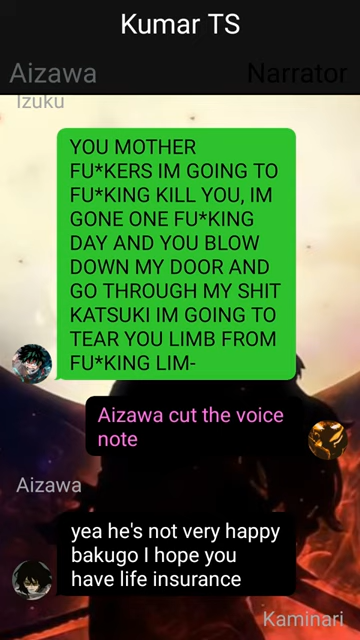 Kumar TS
Aizawa
Narrator
Izuku
YOU MOTHER
FU*KERS IM GOING TO
FU*KING KILL YOU, IM
GONE ONE FU*KING
DAY AND YOU BLOW
DOWN MY DOOR AND
GO THROUGH MY SHIT
KATSUKI IM GOING TO
TEAR YOU LIMB FROM
FU*KING LIM-
Aizawa cut the voice
note
Aizawa
yea he's not very happy
bakugo I hope you
have life insurance
Kaminari